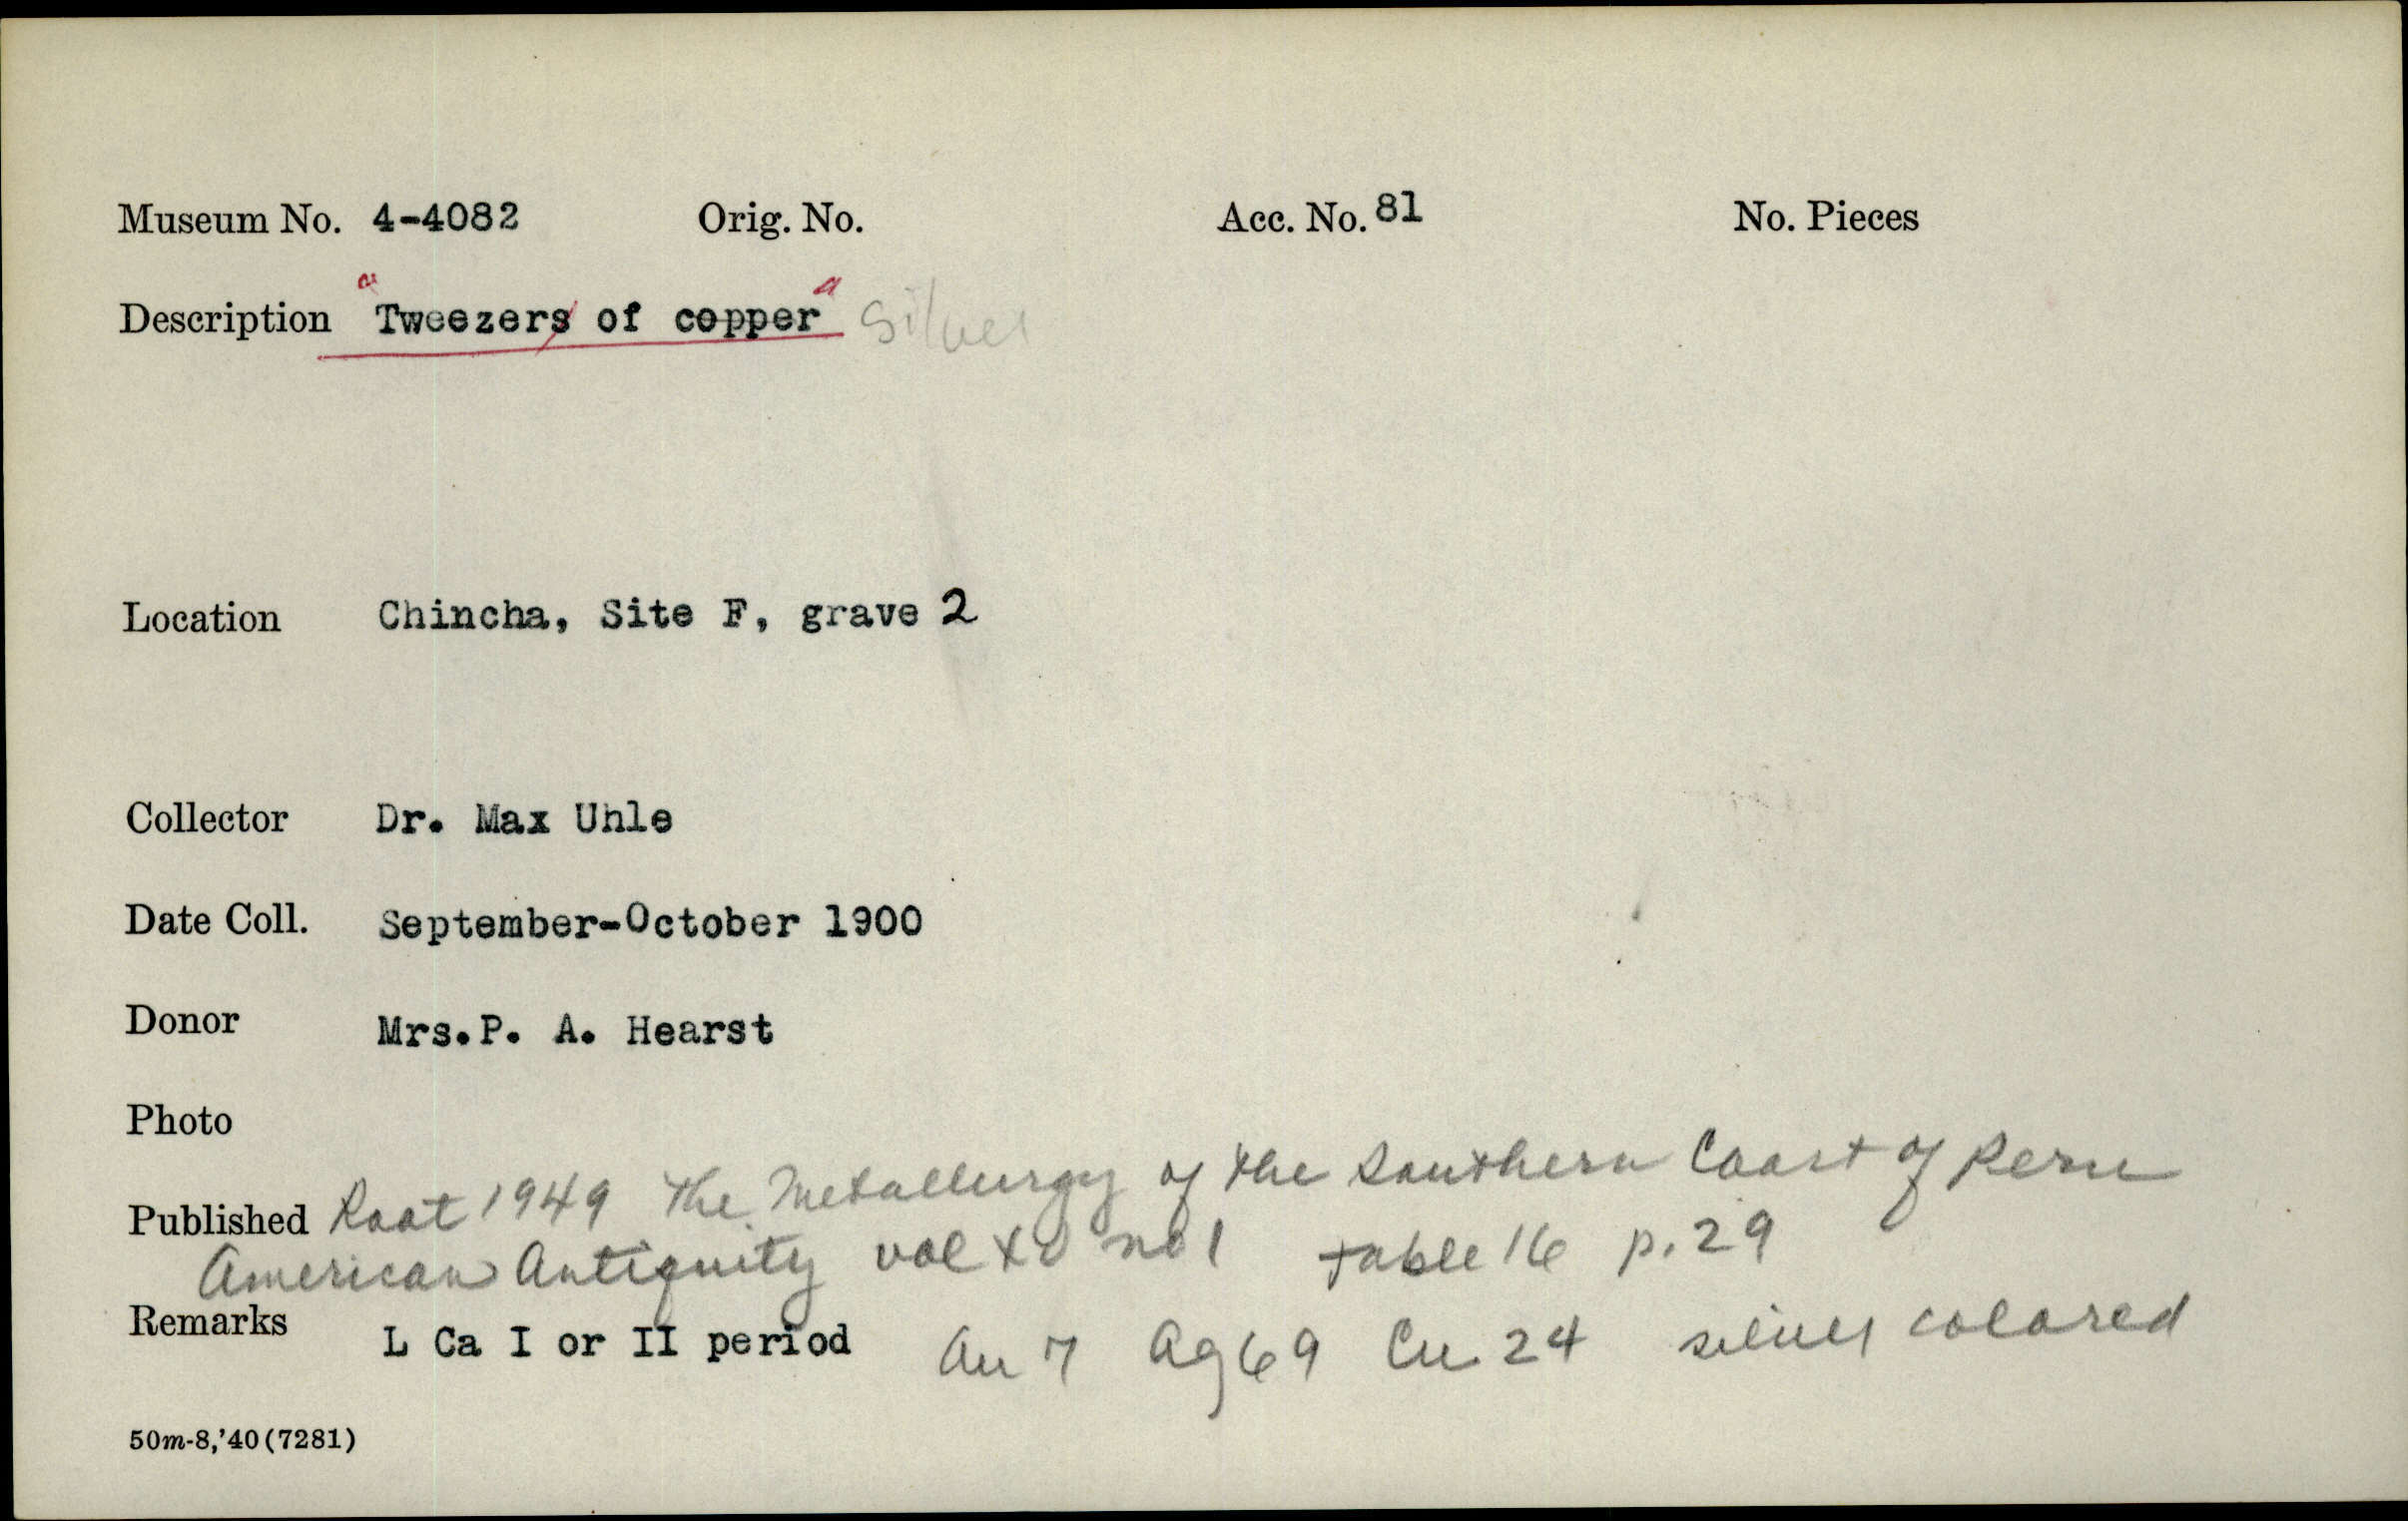 Museum No. 4-4082 Orig. No. Acc. No. 81 No. Pieces
Description "Tweezers of copper" Silver
Location Chincha, Site F, grave 2
Collector Dr. Max Uhle
Date Coll. September-October 1900
Donor Mrs.P. A. Hearst
Photo
Published Root 1949 The Metallurgy of the Southern Coast of Peru
American Antiquity vol no 1 table 16 p. 29
Remarks L Ca I or II period Au 7 Ag 69 Cu 24 silver colored
50m-8,'40(7281)